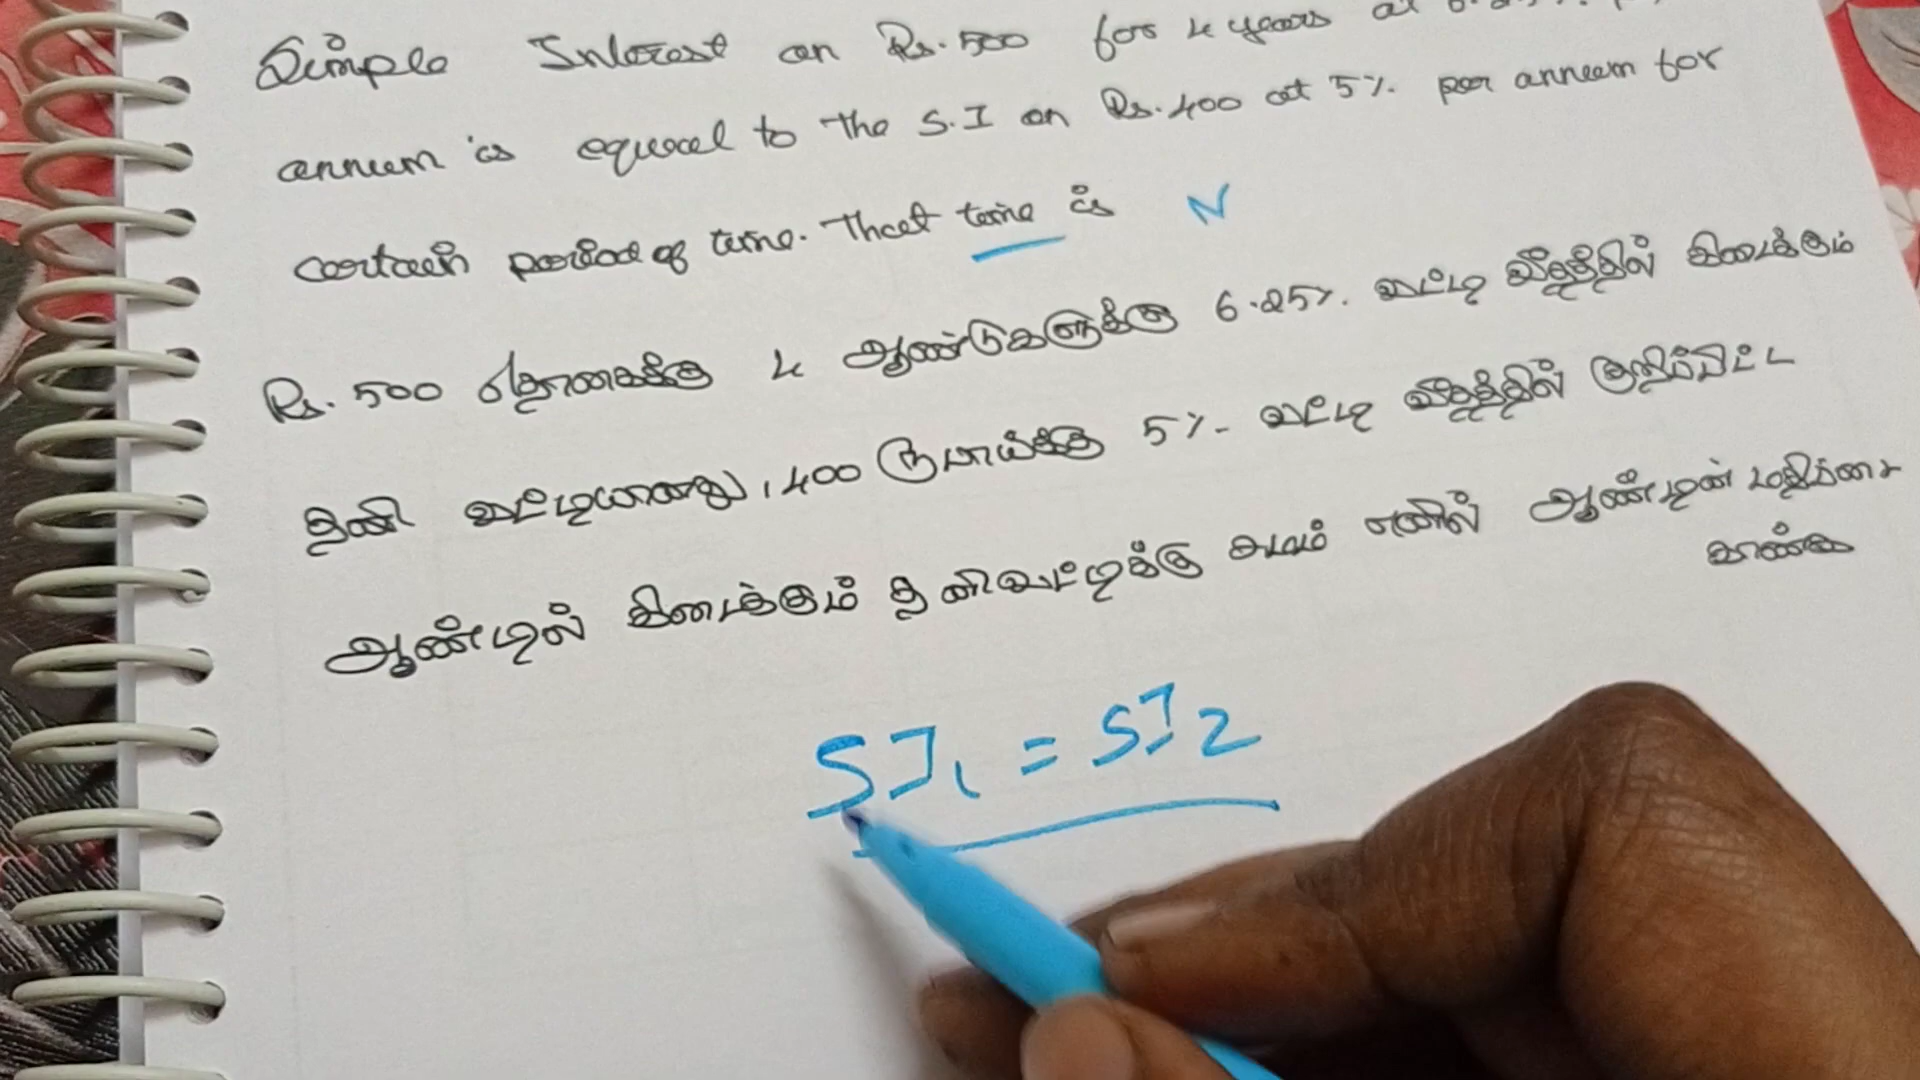 Simple Interest on Rs.500 for 4 years at
annum is equal to the S.I on Rs.400 at 5%. per annum for
certain period of time. That time is N
Rs. 500 தொகைக்கு 4 ஆண்டுகளுக்கு 6.25%. வட்டி வீதத்தில் கிடைக்கும்
தனி வட்டியானது, 400 ரூபாய்க்கு 5%. வட்டி வீதத்தில் குறிப்பிட்ட
ஆண்டில் கிடைக்கும் தனிவட்டிக்கு சமம் எனில் ஆண்டின் மதிப்பை
காண்க
SI₁ = SI₂